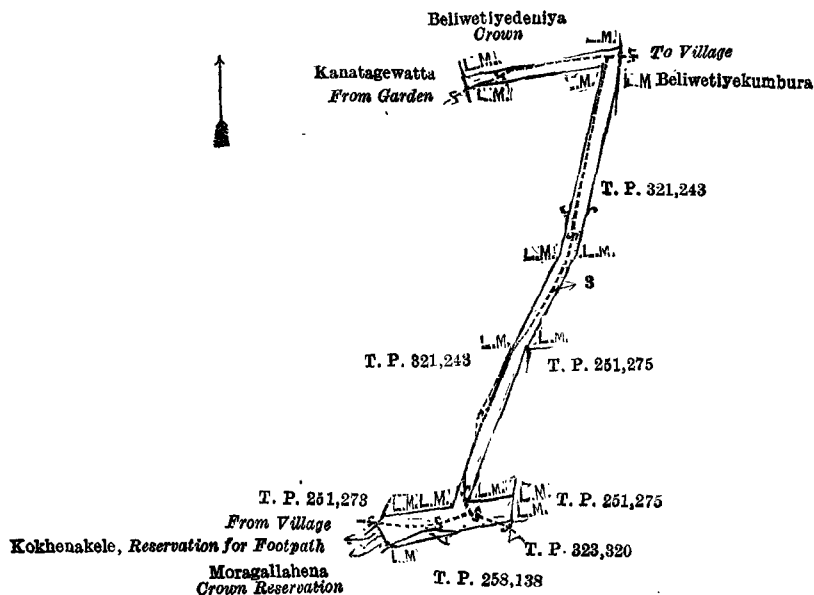 Beliwetiyedeniya
Crown
L.M. To Village
L.M.
Kanatagewatta
From Garden L.M. L.M. L.M Beliwetiyekumbura
T. P. 321,243
L.M. L.M.
3
L.M. L.M.
T. P. 321,243 T. P. 251,275
T. P. 251,273 L.M. L.M. L.M. T. P. 251,275
L.M.
From Village
Kokhenakele, Reservation for Footpath T. P. 323,320
L.M
Moragallahena T. P. 258,138
Crown Reservation